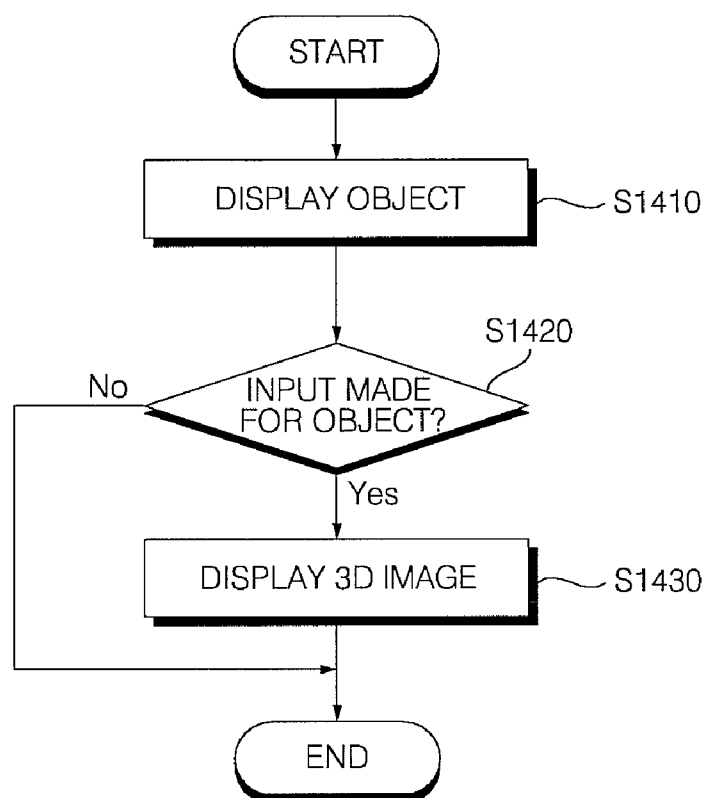 START
DISPLAY OBJECT
S1410
S1420
No
INPUT MADE
FOR OBJECT?
Yes
DISPLAY 3D IMAGE
S1430
END